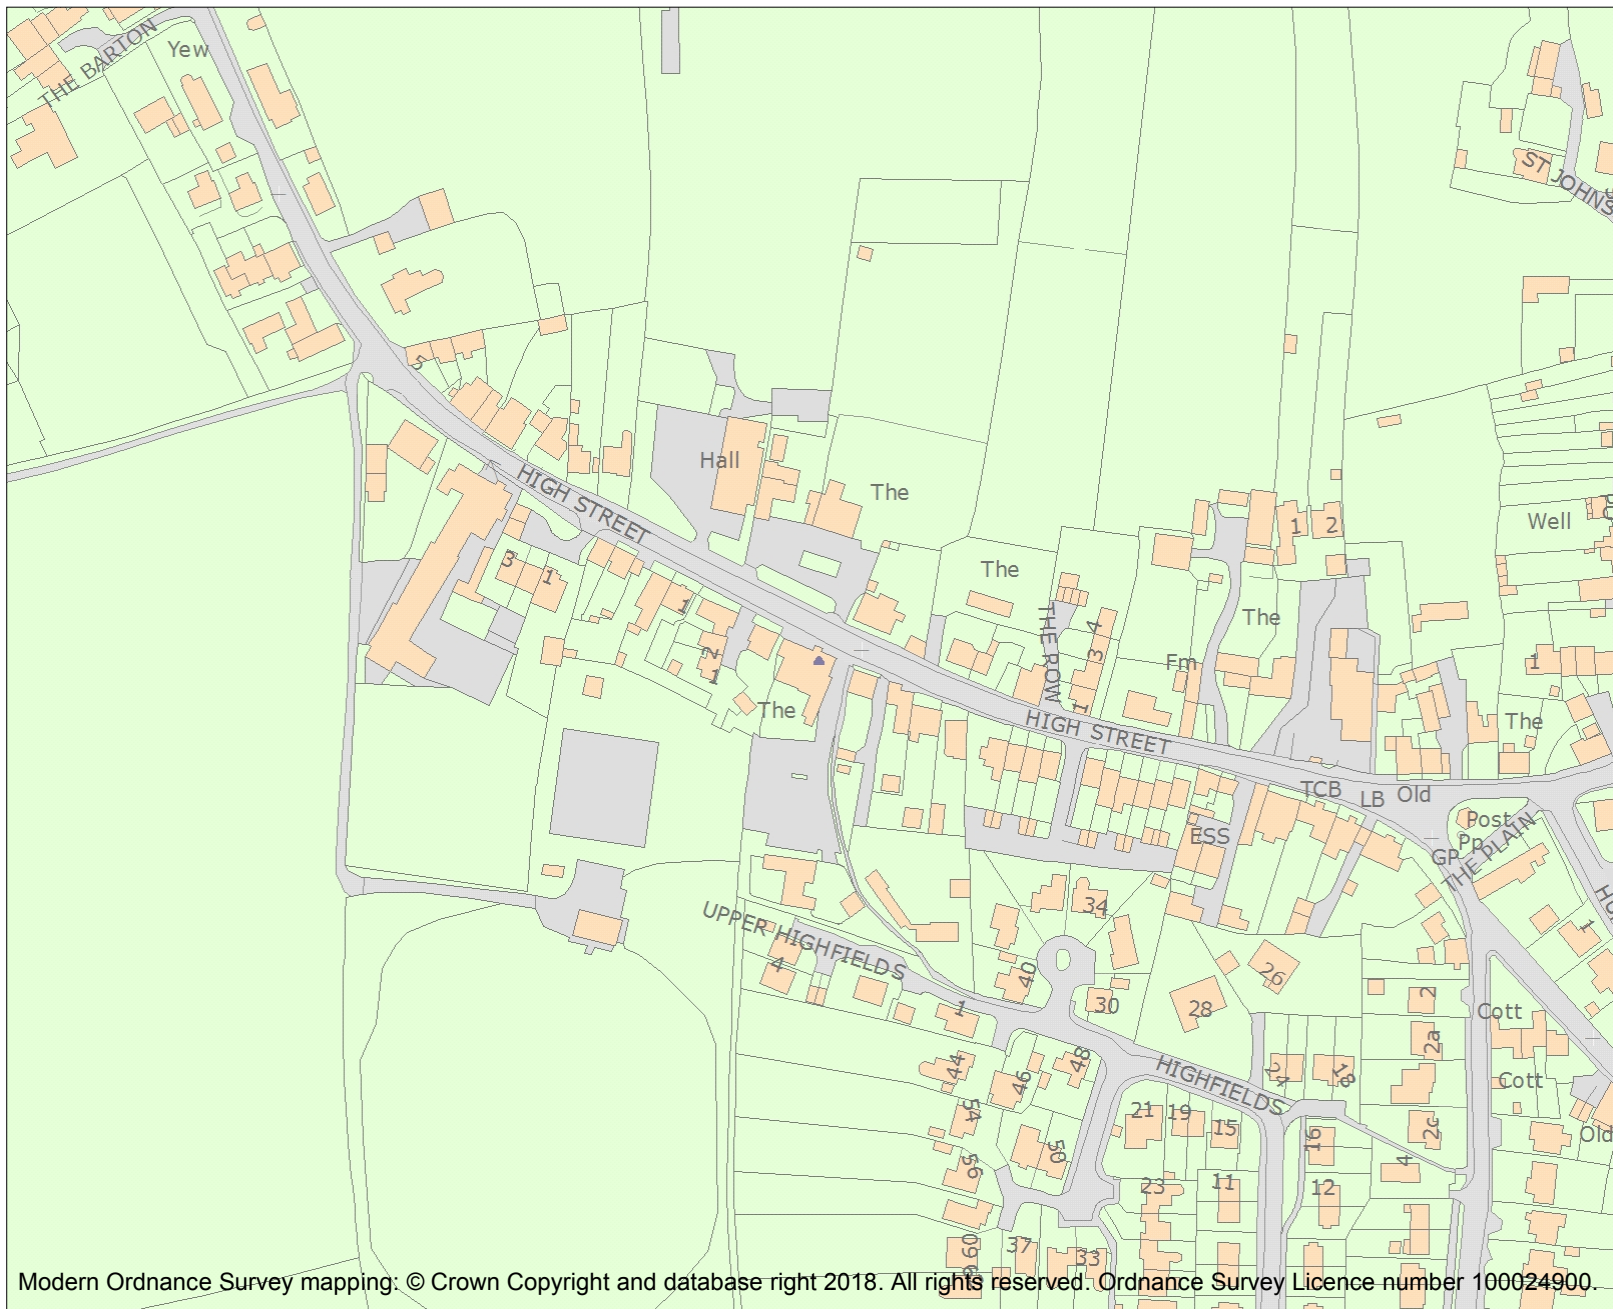 THE BARTON
Yew
ST JOHNS
5
Hall
The
HIGH STREET
Well
1
2
3
1
The
THE ROW
4
3
1
The
Fm
1
2
1
The
1
The
HIGH STREET
TCB
LB
Old
Post
Pp
GP
THE PLAIN
ESS
34
UPPER HIGHFIELDS
4
40
30
28
26
1
1
2
Cott
2a
Cott
44
46
48
HIGHFIELDS
24
18
54
21
19
15
16
2c
Old
50
56
4
23
11
12
60
37
33
Modern Ordnance Survey mapping: © Crown Copyright and database right 2018. All rights reserved. Ordnance Survey Licence number 100024900.